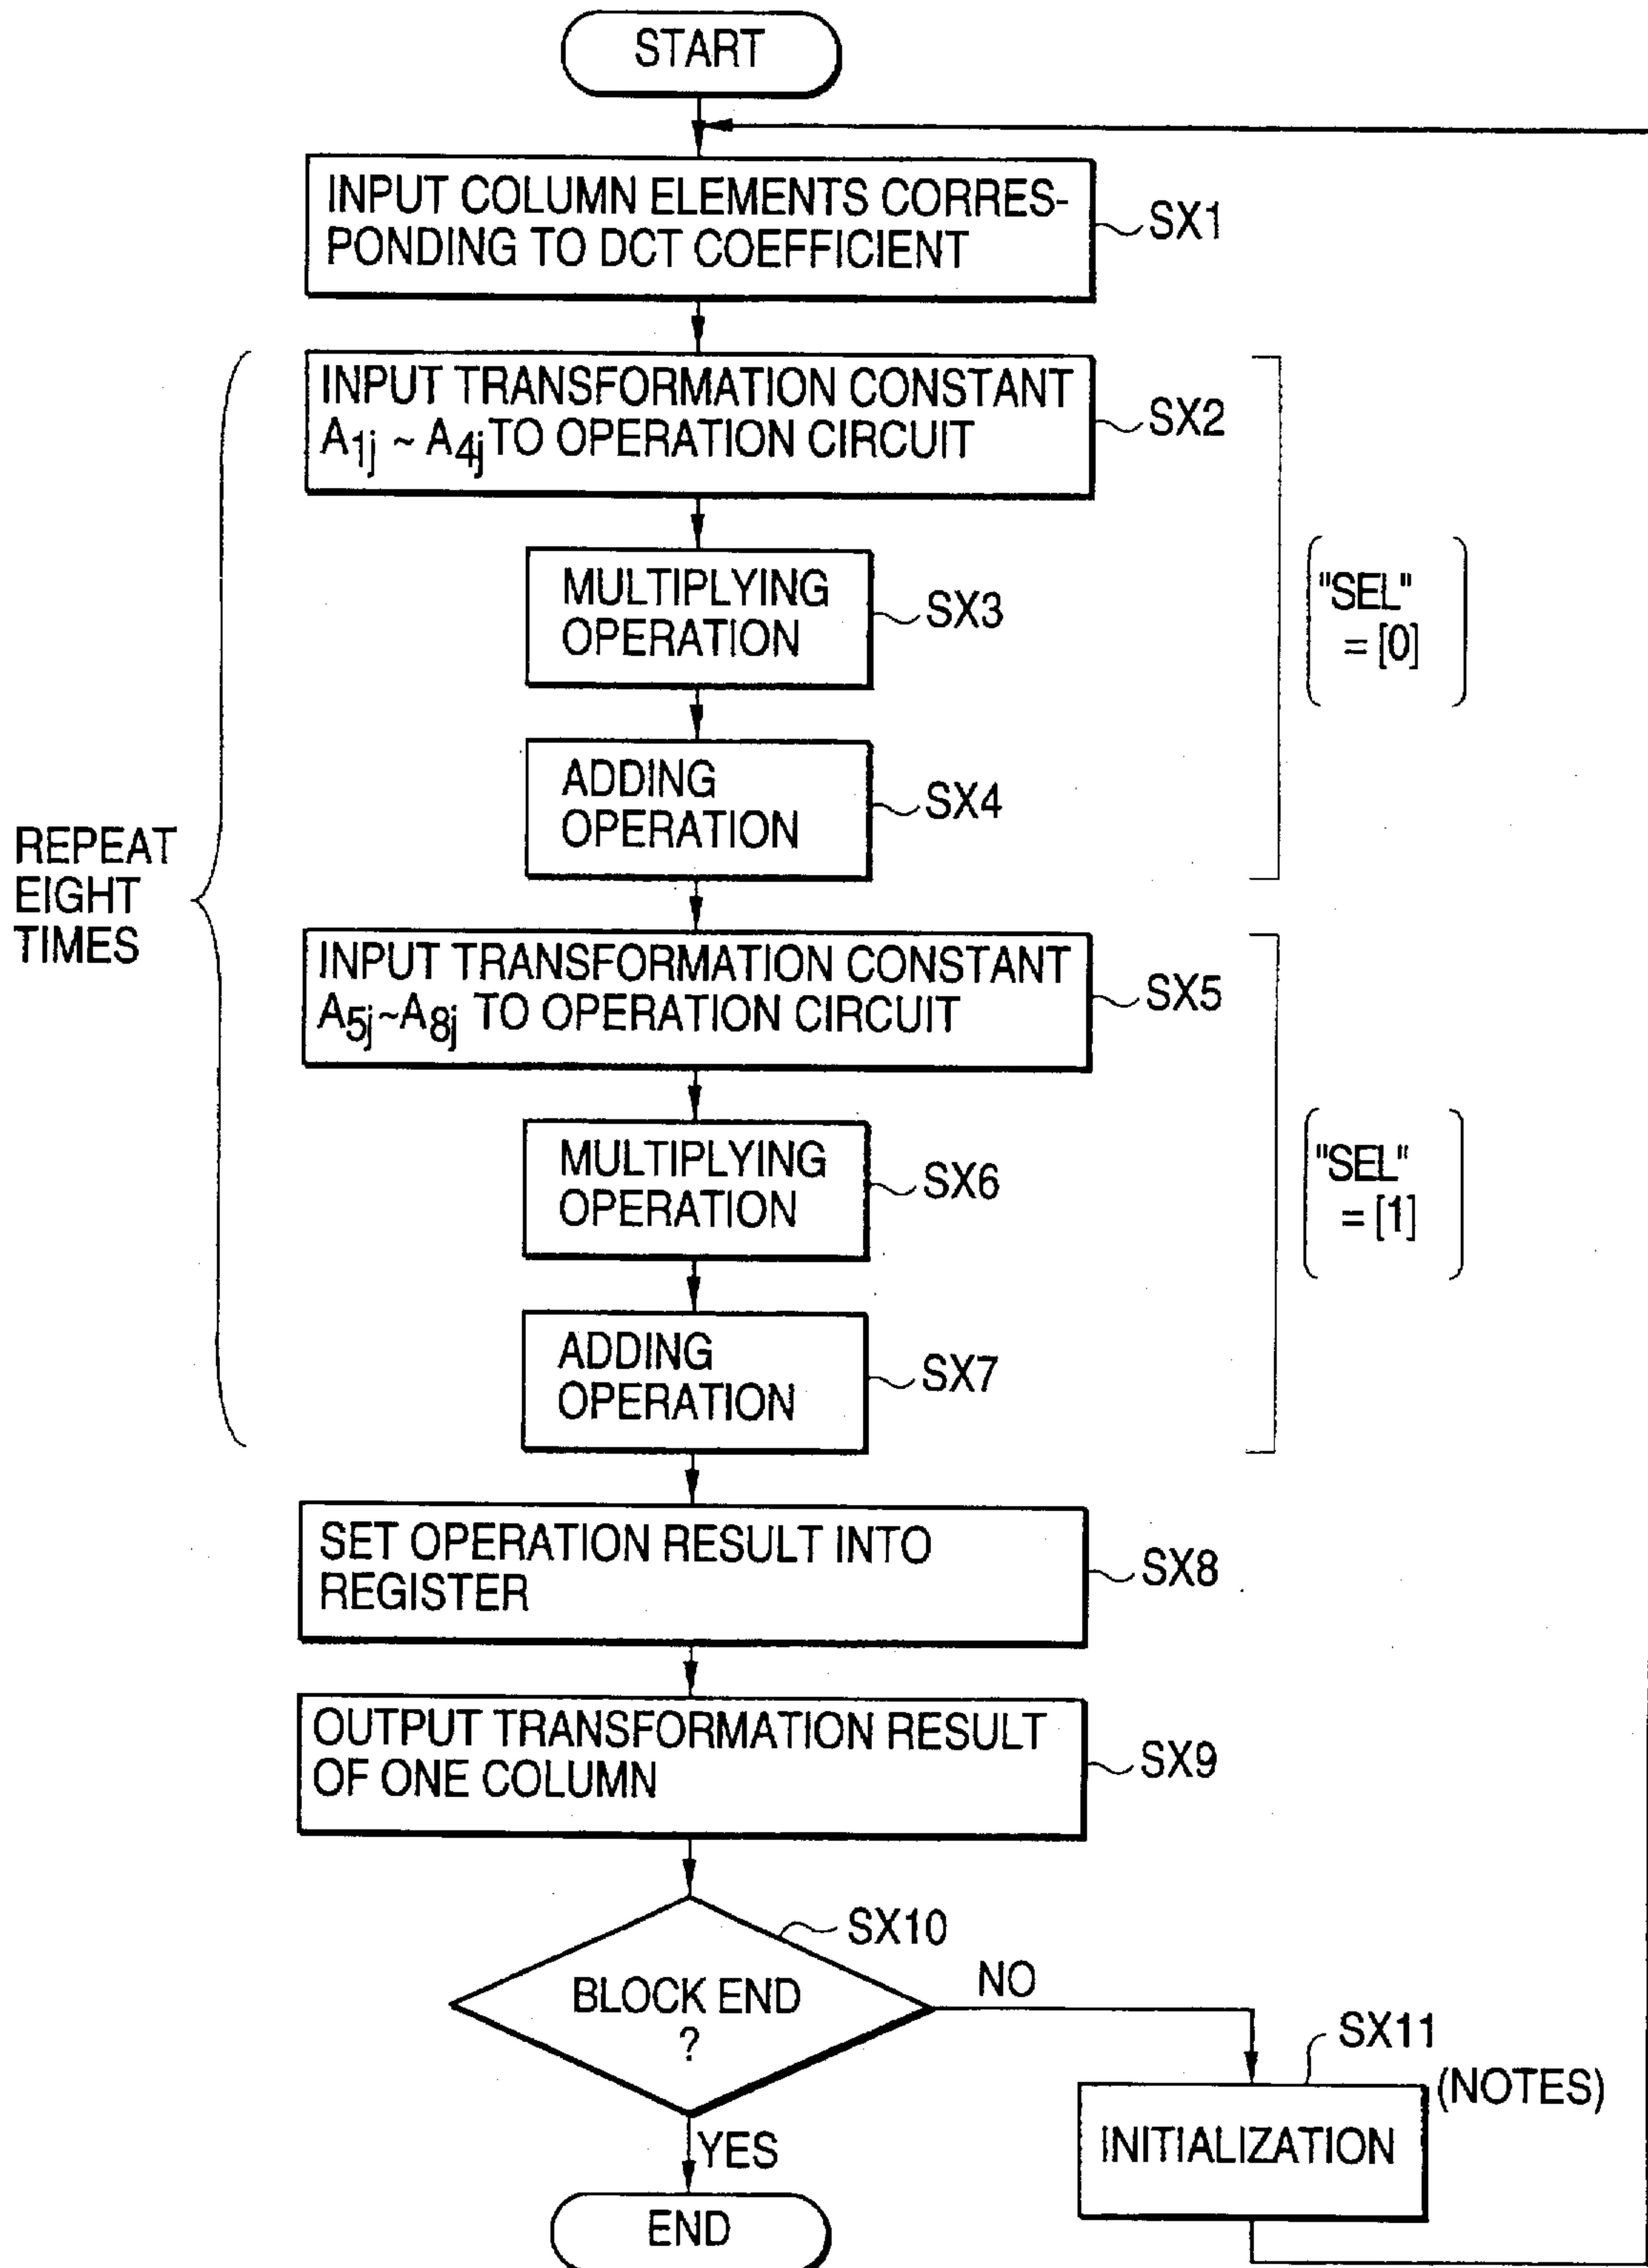 START
INPUT COLUMN ELEMENTS CORRES-
PONDING TO DCT COEFFICIENT
SX1
INPUT TRANSFORMATION CONSTANT
A1j ~ A4j TO OPERATION CIRCUIT
SX2
MULTIPLYING
OPERATION
SX3
"SEL"
= [0]
ADDING
OPERATION
SX4
REPEAT
EIGHT
TIMES
INPUT TRANSFORMATION CONSTANT
A5j~A8j TO OPERATION CIRCUIT
SX5
MULTIPLYING
OPERATION
SX6
"SEL"
= [1]
ADDING
OPERATION
SX7
SET OPERATION RESULT INTO
REGISTER
SX8
OUTPUT TRANSFORMATION RESULT
OF ONE COLUMN
SX9
SX10
BLOCK END
?
NO
SX11
(NOTES)
INITIALIZATION
YES
END